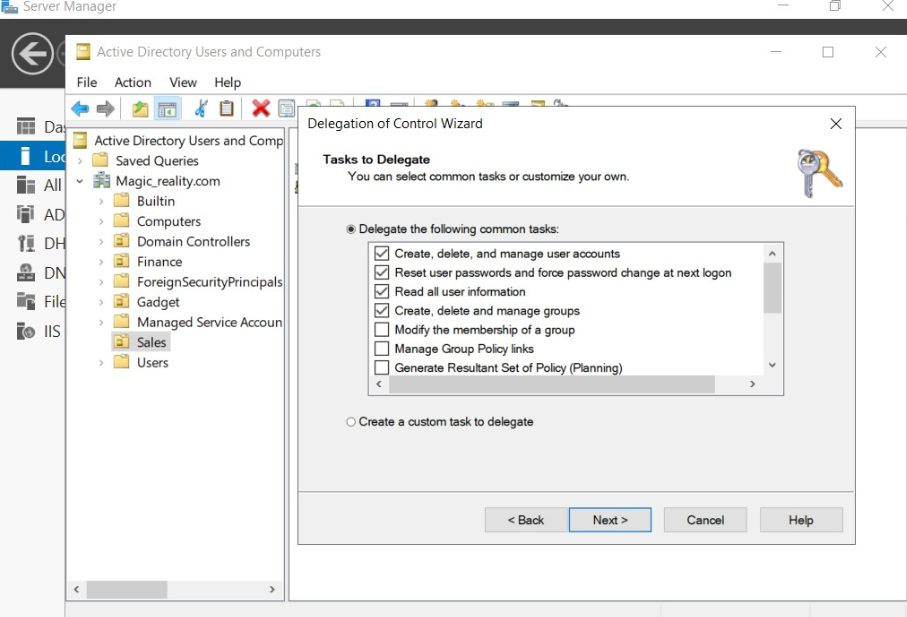 Server Manager
Active Directory Users and Computers
File Action View Help
Active Directory Users and Comp
Saved Queries
Magic_reality.com
Builtin
Computers
Domain Controllers
Finance
ForeignSecurityPrincipals
Gadget
Managed Service Accoun
Sales
Users
Da
Loc
All
AD
DH
DN
File
IIS
Delegation of Control Wizard
Tasks to Delegate
You can select common tasks or customize your own.
Delegate the following common tasks:
Create, delete, and manage user accounts
Reset user passwords and force password change at next logon
Read all user information
Create, delete and manage groups
Modify the membership of a group
Manage Group Policy links
Generate Resultant Set of Policy (Planning)
Create a custom task to delegate
< Back Next > Cancel Help